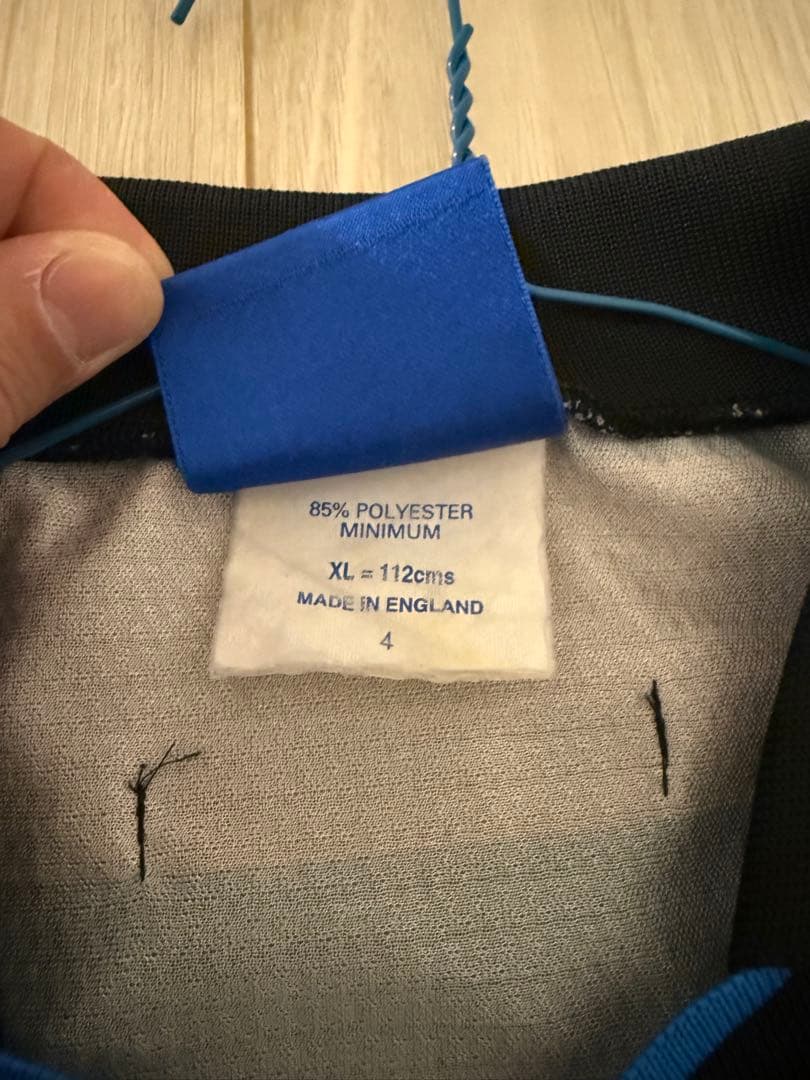 85% POLYESTER
MINIMUM
XL = 112cms
MADE IN ENGLAND
4